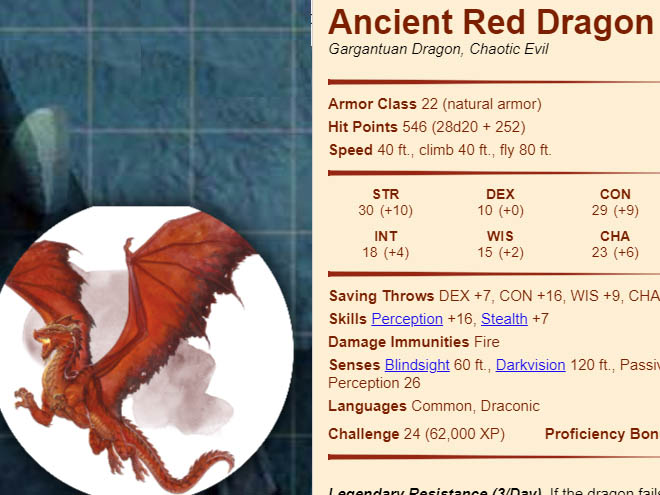 Ancient Red Dragon
Gargantuan Dragon, Chaotic Evil
Armor Class 22 (natural armor)
Hit Points 546 (28d20 + 252)
Speed 40 ft., climb 40 ft., fly 80 ft.
STR DEX CON
30 (+10) 10 (+0) 29 (+9)
INT WIS CHA
18 (+4) 15 (+2) 23 (+6)
Saving Throws DEX +7, CON +16, WIS +9, CHA
Skills Perception +16, Stealth +7
Damage Immunities Fire
Senses Blindsight 60 ft., Darkvision 120 ft., Passiv
Perception 26
Languages Common, Draconic
Challenge 24 (62,000 XP) Proficiency Bon
Legendary Resistance (3/Day). If the dragon fails